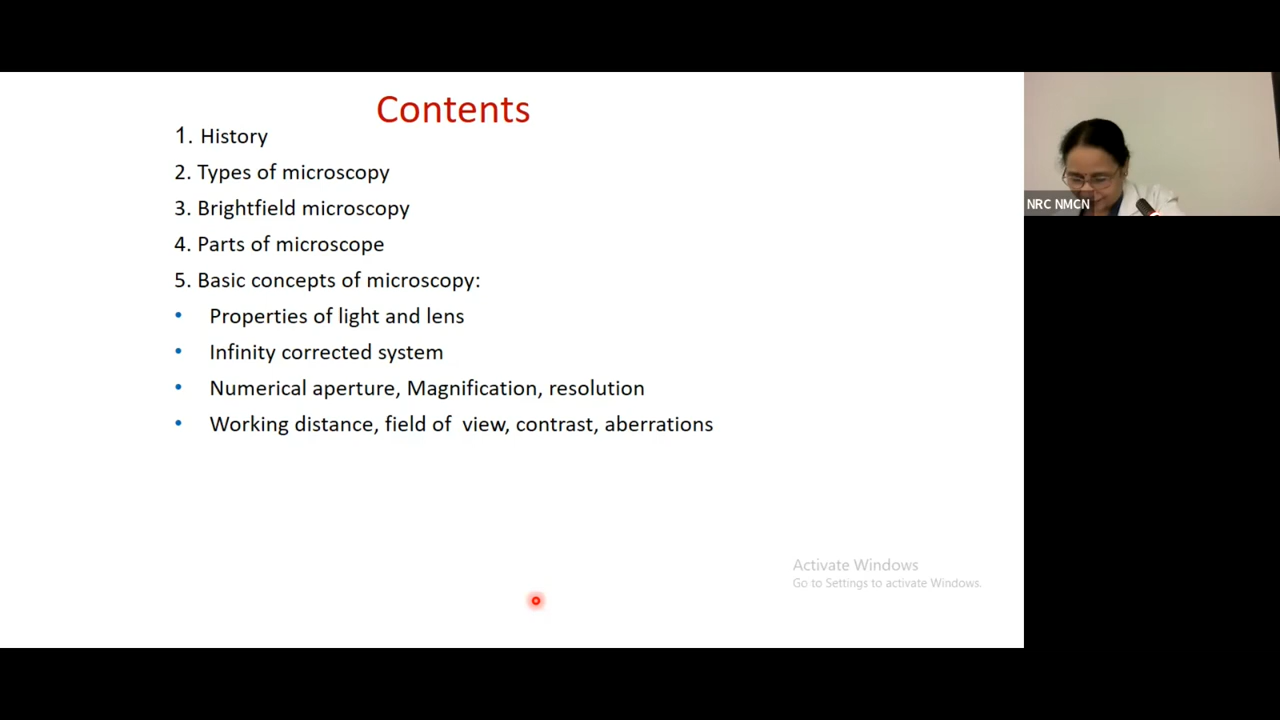 Contents
1. History
2. Types of microscopy
3. Brightfield microscopy
4. Parts of microscope
5. Basic concepts of microscopy:
• Properties of light and lens
• Infinity corrected system
• Numerical aperture, Magnification, resolution
• Working distance, field of  view, contrast, aberrations
Activate Windows
Go to Settings to activate Windows.
NRC NMCN